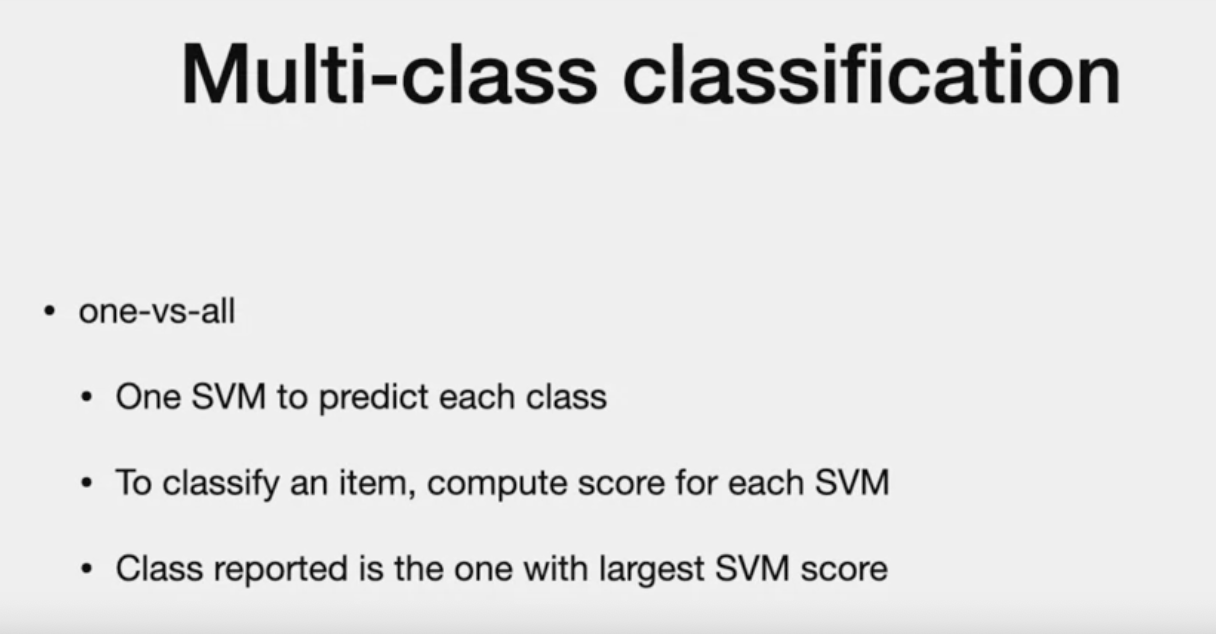 Multi-class classification
• one-vs-all
• One SVM to predict each class
• To classify an item, compute score for each SVM
• Class reported is the one with largest SVM score